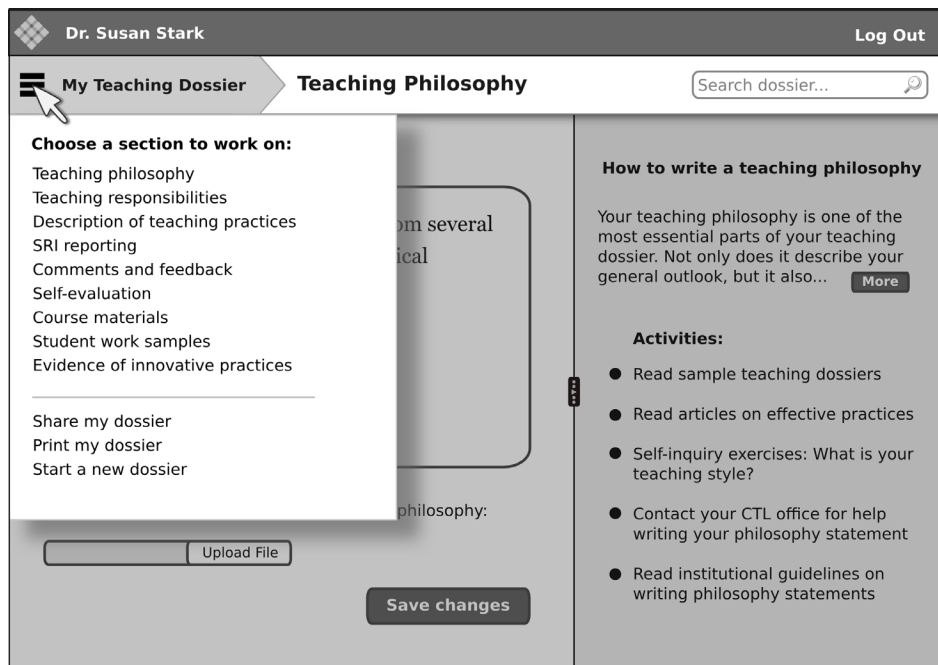 Dr. Susan Stark
Log Out
My Teaching Dossier
Teaching Philosophy
Search dossier...
Choose a section to work on:
Teaching philosophy
Teaching responsibilities
Description of teaching practices
SRI reporting
Comments and feedback
Self-evaluation
Course materials
Student work samples
Evidence of innovative practices
Share my dossier
Print my dossier
Start a new dossier
several
philosophy:
Upload File
Save changes
How to write a teaching philosophy
Your teaching philosophy is one of the
most essential parts of your teaching
dossier. Not only does it describe your
general outlook, but it also...
More
Activities:
Read sample teaching dossiers
Read articles on effective practices
Self-inquiry exercises: What is your
teaching style?
Contact your CTL office for help
writing your philosophy statement
Read institutional guidelines on
writing philosophy statements